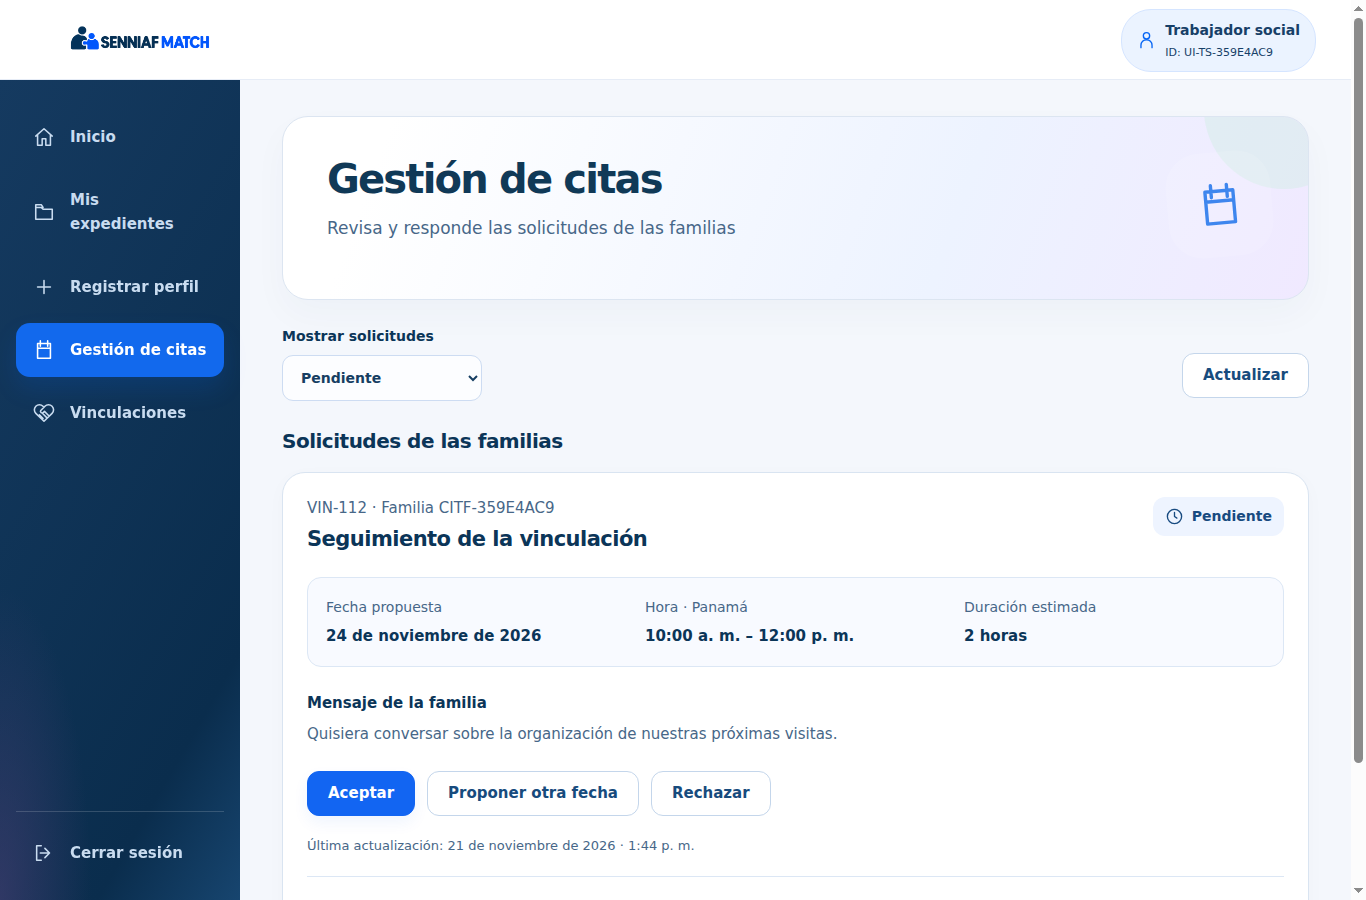 SENNIAF MATCH
Trabajador social
ID: UI-TS-359E4AC9
Inicio
Mis
expedientes
Registrar perfil
Gestión de citas
Vinculaciones
Cerrar sesión
Gestión de citas
Revisa y responde las solicitudes de las familias
Mostrar solicitudes
Pendiente
Actualizar
Solicitudes de las familias
VIN-112 · Familia CITF-359E4AC9
Pendiente
Seguimiento de la vinculación
Fecha propuesta
24 de noviembre de 2026
Hora · Panamá
10:00 a. m. – 12:00 p. m.
Duración estimada
2 horas
Mensaje de la familia
Quisiera conversar sobre la organización de nuestras próximas visitas.
Aceptar
Proponer otra fecha
Rechazar
Última actualización: 21 de noviembre de 2026 · 1:44 p. m.